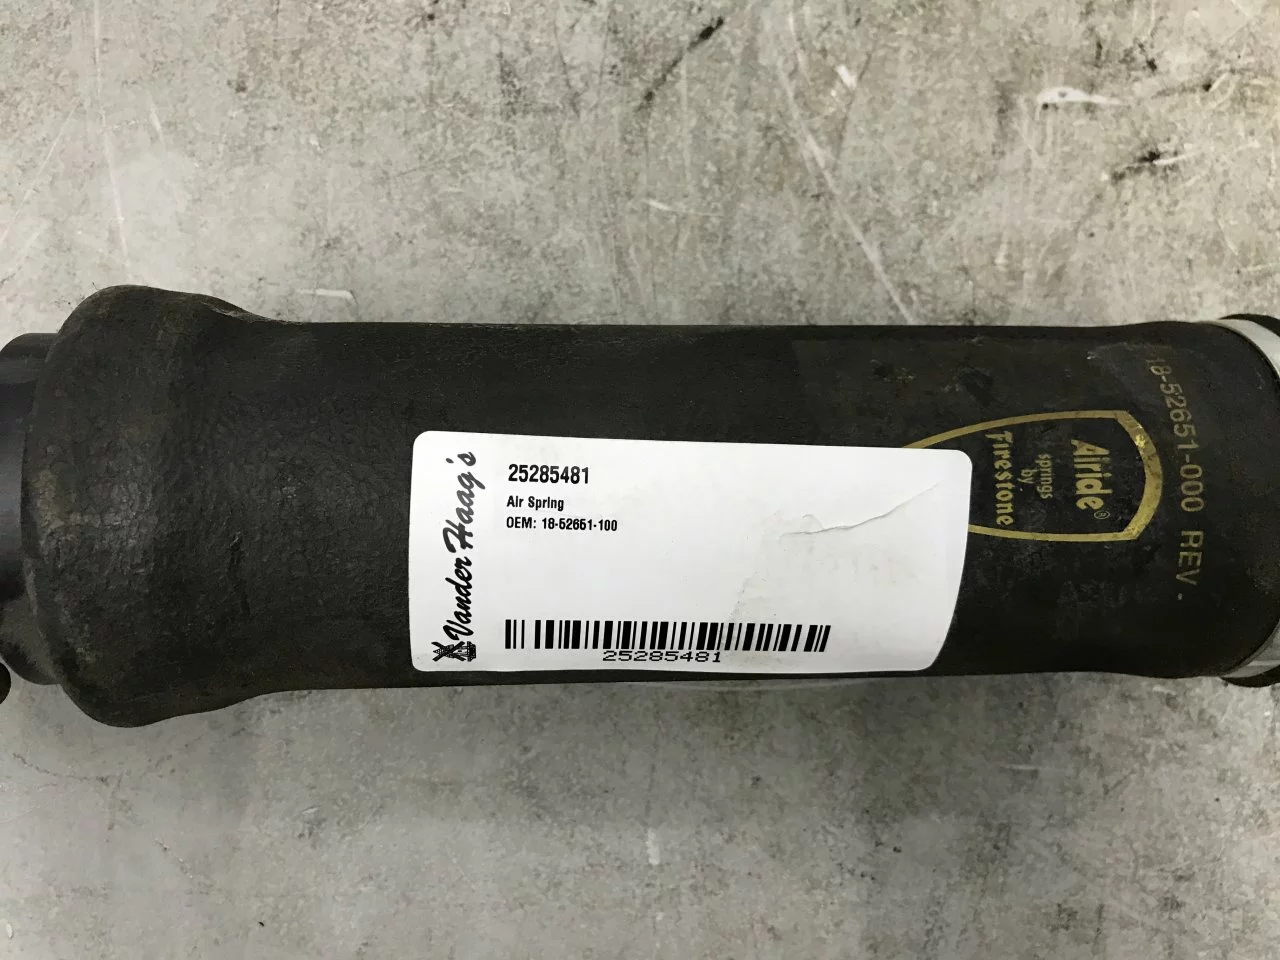 Vander Haag's
25285481
Air Spring
OEM: 18-52651-100
25285481
18-52651-000 REV.
Airide®
springs
by:
Firestone